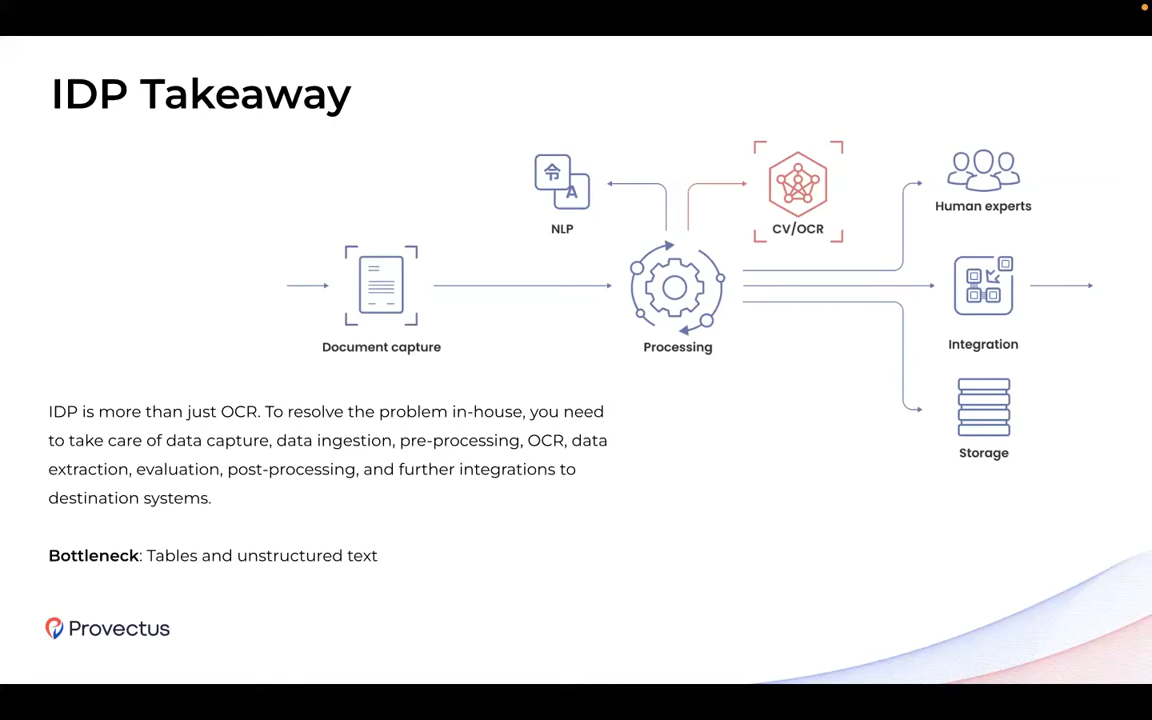 IDP Takeaway
令
A
NLP
CV/OCR
Human experts
Document capture
Processing
Integration
Storage
IDP is more than just OCR. To resolve the problem in-house, you need
to take care of data capture, data ingestion, pre-processing, OCR, data
extraction, evaluation, post-processing, and further integrations to
destination systems.
Bottleneck: Tables and unstructured text
Provectus